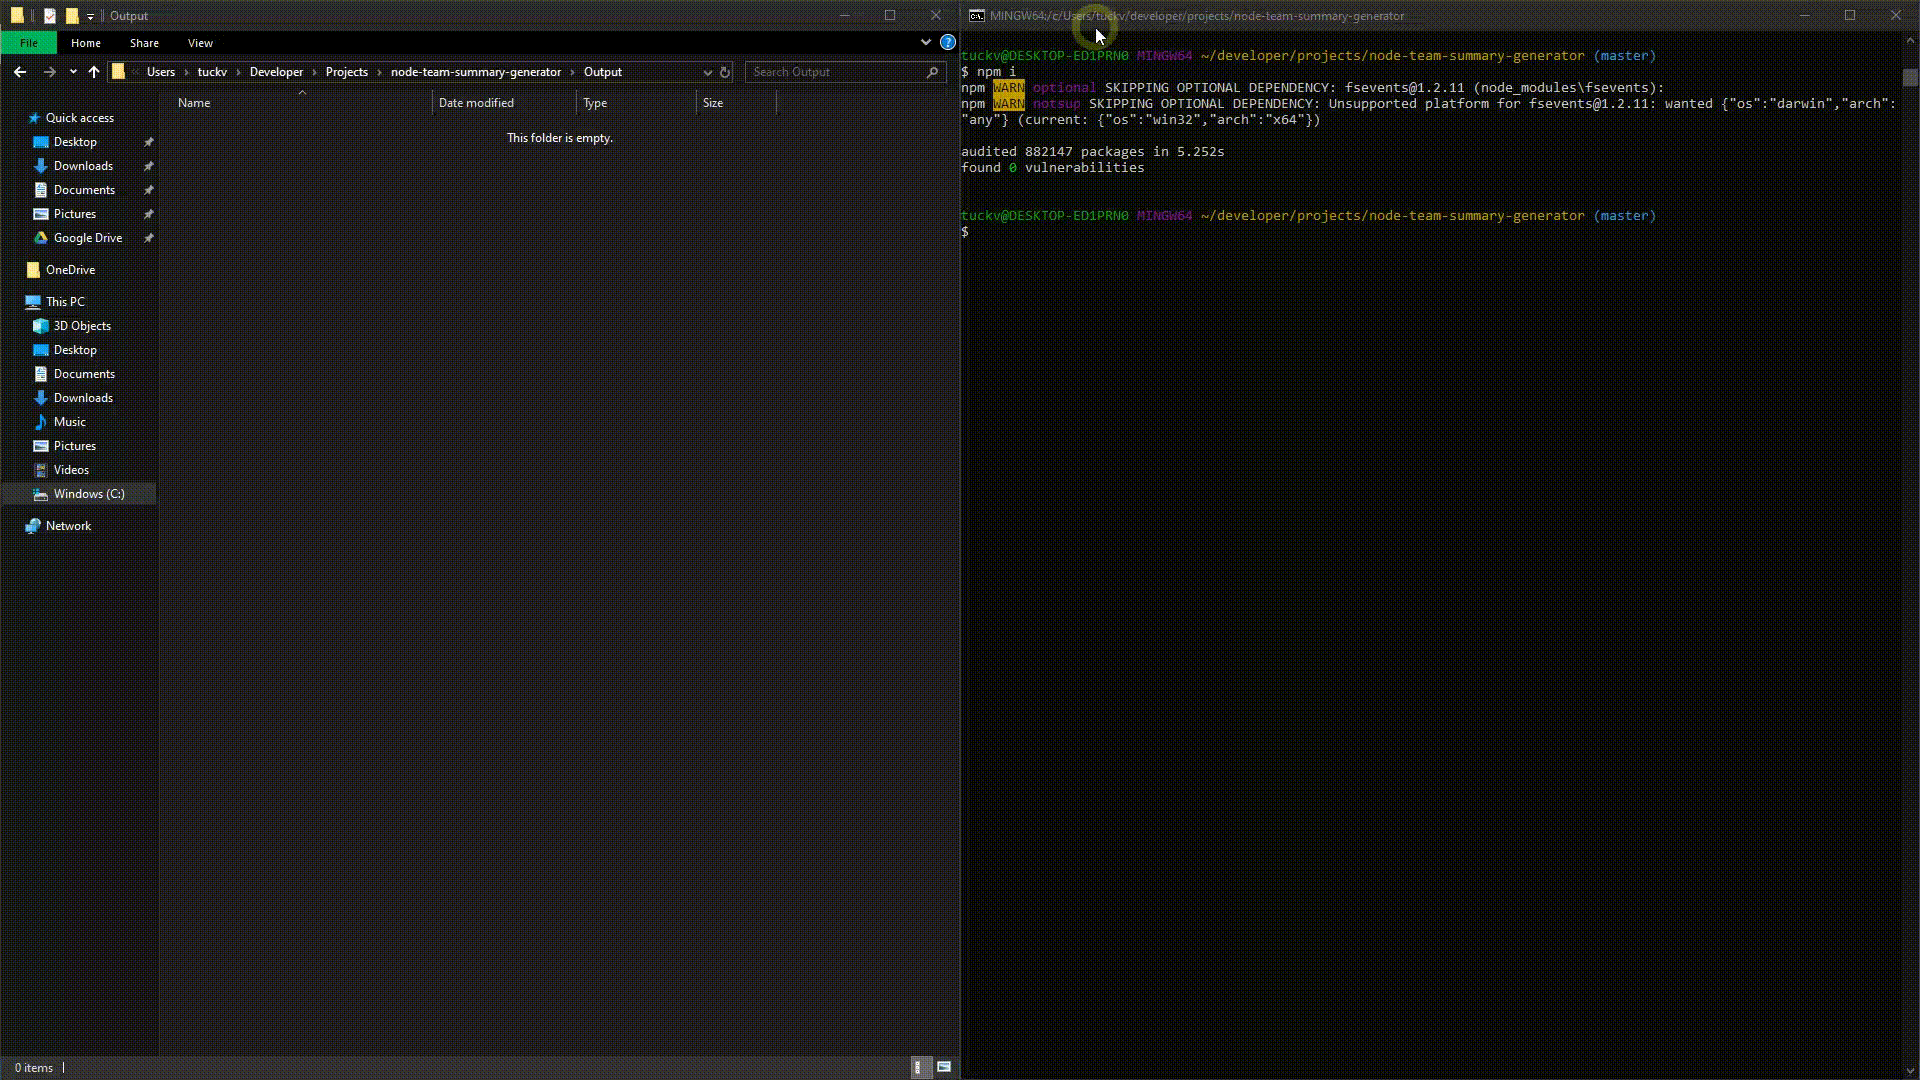 Output
File Home Share View
Users > tuckv > Developer > Projects > node-team-summary-generator > Output
Search Output
Name Date modified Type Size
This folder is empty.
Quick access
Desktop
Downloads
Documents
Pictures
Google Drive
OneDrive
This PC
3D Objects
Desktop
Documents
Downloads
Music
Pictures
Videos
Windows (C:)
Network
0 items
MINGW64:/c/Users/tuckv/developer/projects/node-team-summary-generator
tuckv@DESKTOP-ED1PRN0 MINGW64 ~/developer/projects/node-team-summary-generator (master)
$ npm i
npm WARN optional SKIPPING OPTIONAL DEPENDENCY: fsevents@1.2.11 (node_modules\fsevents):
npm WARN notsup SKIPPING OPTIONAL DEPENDENCY: Unsupported platform for fsevents@1.2.11: wanted {"os":"darwin","arch":
"any"} (current: {"os":"win32","arch":"x64"})
audited 882147 packages in 5.252s
found 0 vulnerabilities
tuckv@DESKTOP-ED1PRN0 MINGW64 ~/developer/projects/node-team-summary-generator (master)
$